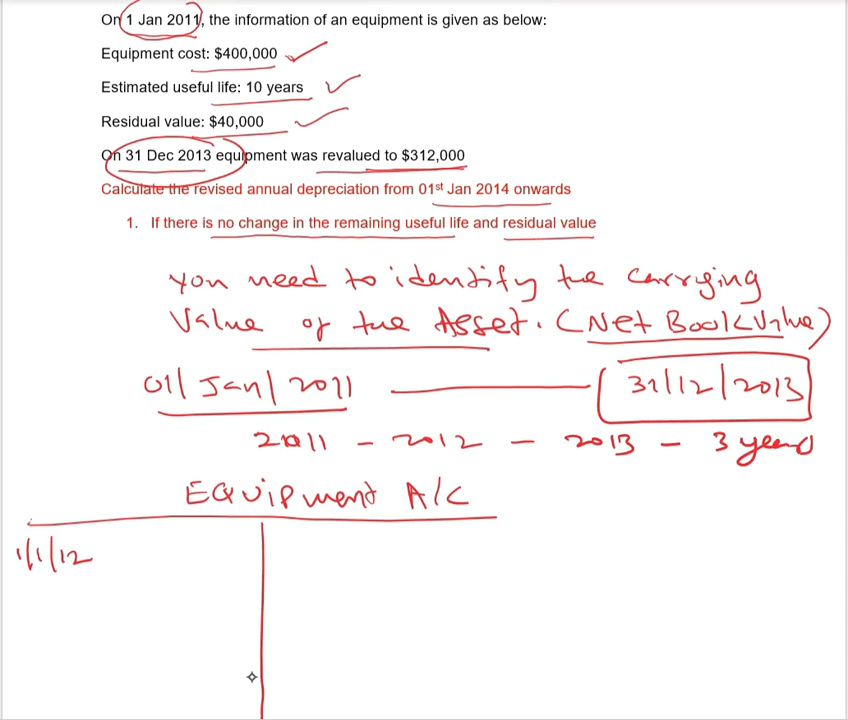 On 1 Jan 2011, the information of an equipment is given as below:
Equipment cost: $400,000
Estimated useful life: 10 years
Residual value: $40,000
On 31 Dec 2013 equipment was revalued to $312,000
Calculate the revised annual depreciation from 01st Jan 2014 onwards
1. If there is no change in the remaining useful life and residual value
you need to identify the carrying
Value of the Asset. (Net Book Value)
01/Jan/2011 31/12/2013
2011 - 2012 - 2013 - 3 years
EQuipment A/C
1/1/12